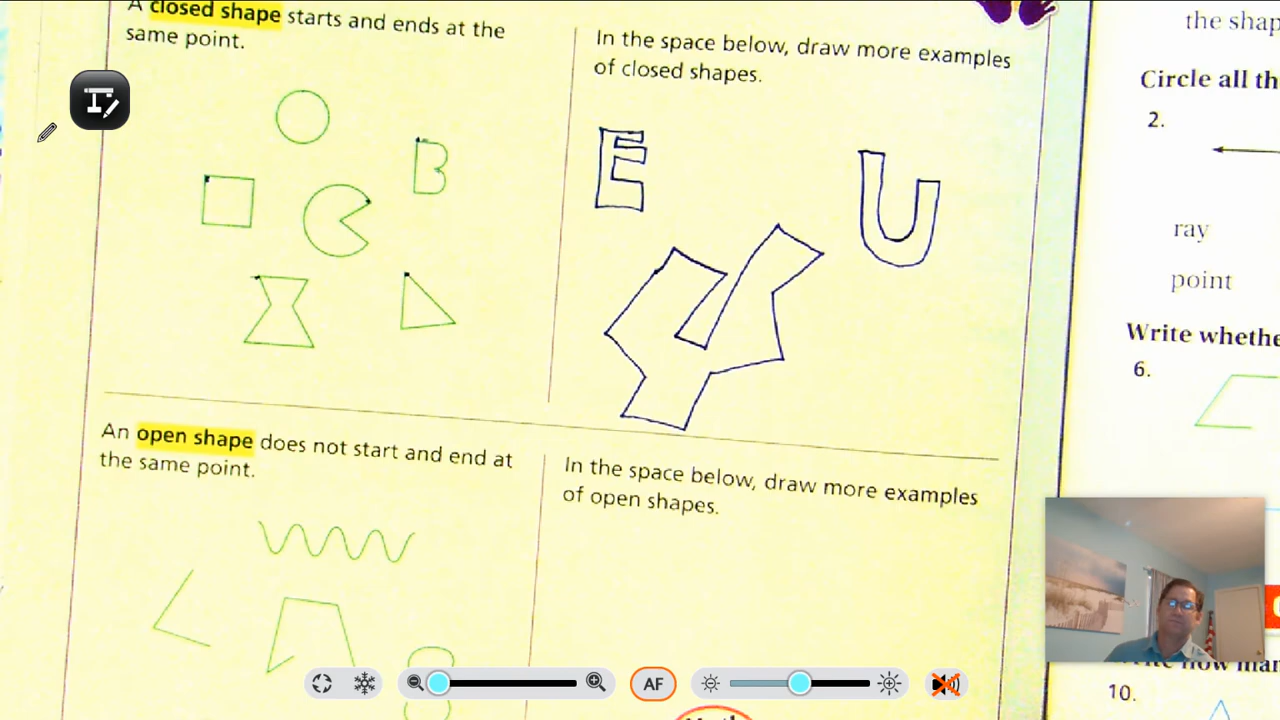 A closed shape starts and ends at the
same point.
B
In the space below, draw more examples
of closed shapes.
E
U
An open shape does not start and end at
the same point.
In the space below, draw more examples
of open shapes.
the shap
Circle all th
2.
ray
point
Write whethe
6.
10.
AF